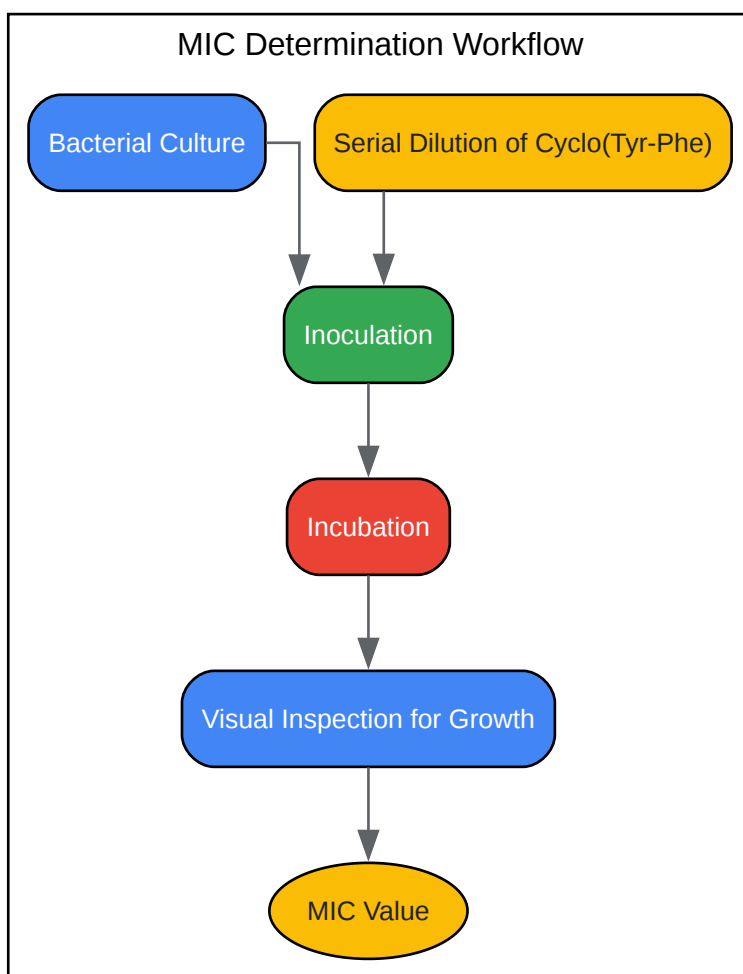 MIC Determination Workflow
Bacterial Culture
Serial Dilution of Cyclo(Tyr-Phe)
Inoculation
Incubation
Visual Inspection for Growth
MIC Value